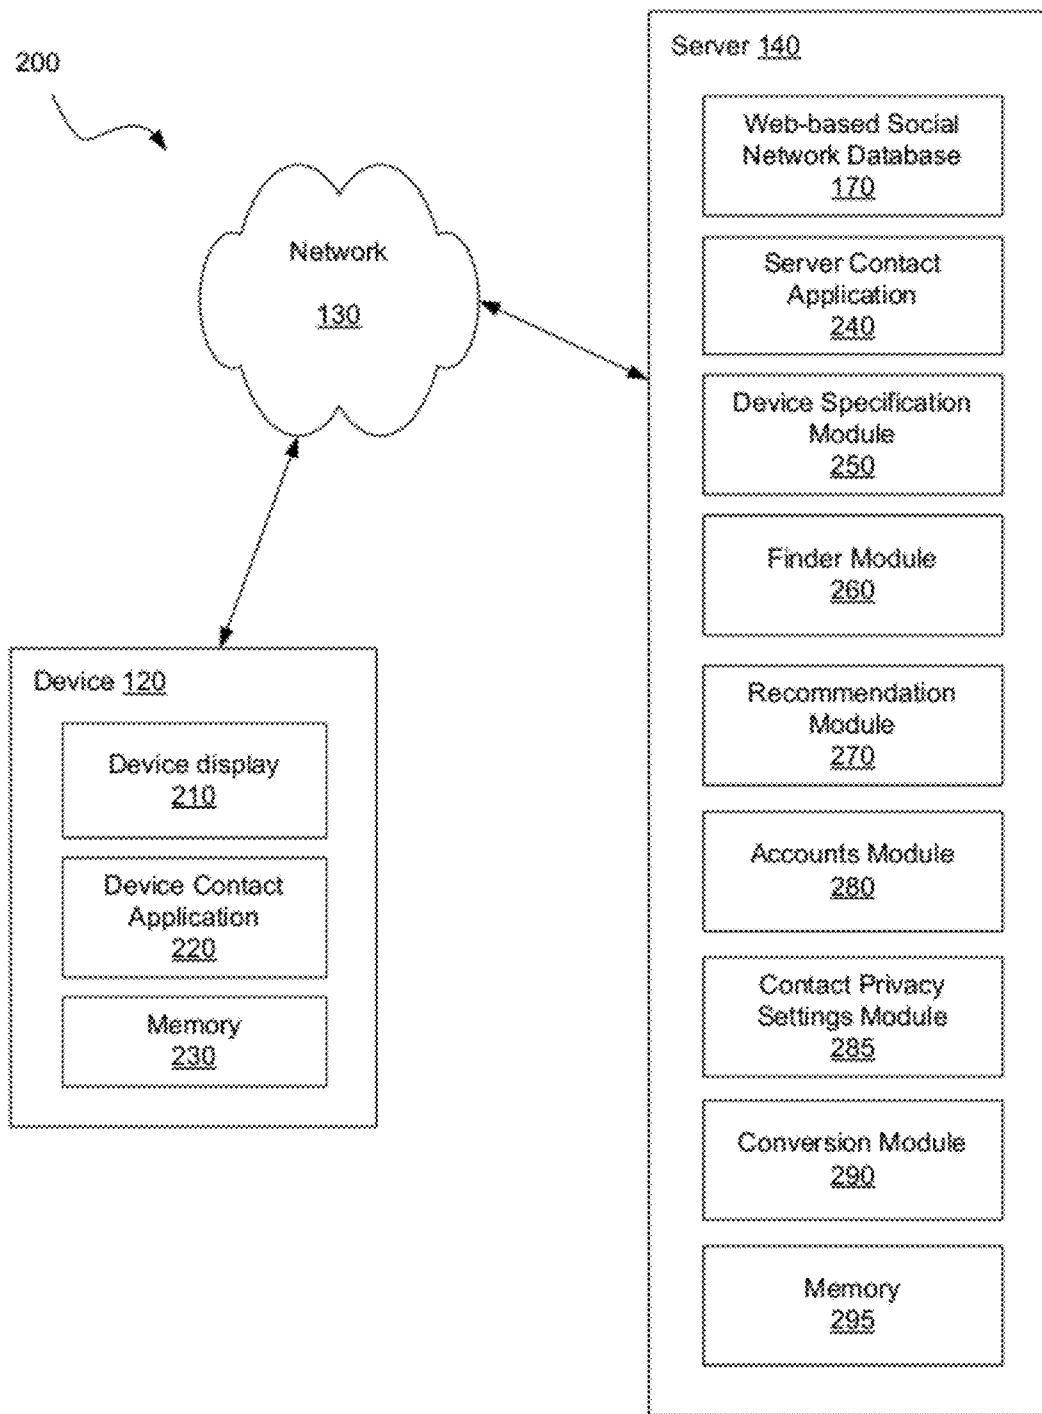 200
Network
130
Device 120
Device display
210
Device Contact
Application
220
Memory
230
Server 140
Web-based Social
Network Database
170
Server Contact
Application
240
Device Specification
Module
250
Finder Module
260
Recommendation
Module
270
Accounts Module
280
Contact Privacy
Settings Module
285
Conversion Module
290
Memory
295